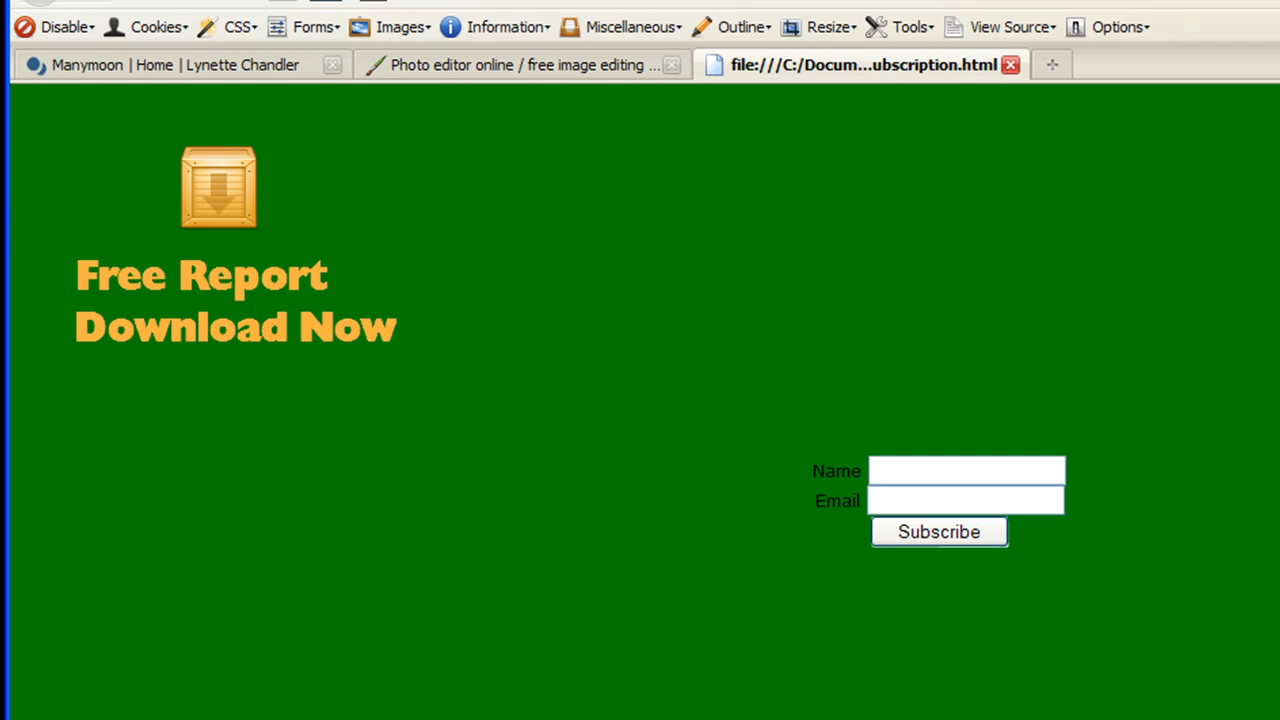 Disable Cookies CSS Forms Images Information Miscellaneous Outline Resize Tools View Source Options
Manymoon | Home | Lynette Chandler Photo editor online / free image editing ... file:///C:/Docum...ubscription.html
Free Report
Download Now
Name
Email
Subscribe